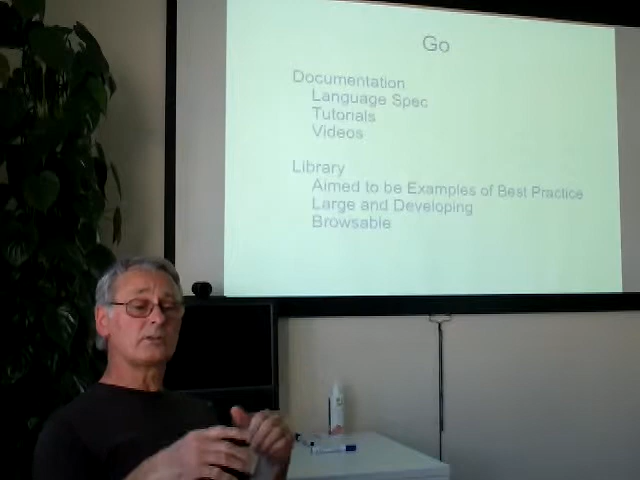 Go
Documentation
Language Spec
Tutorials
Videos
Library
Aimed to be Examples of Best Practice
Large and Developing
Browsable